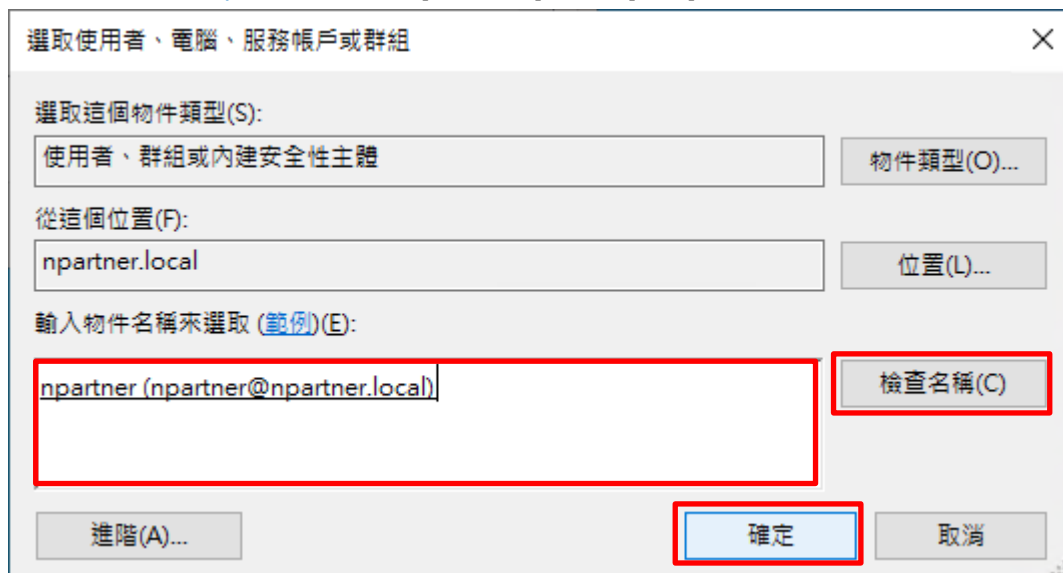 選取使用者、電腦、服務帳戶或群組
選取這個物件類型(S):
使用者、群組或內建安全性主體
物件類型(O)...
從這個位置(F):
npartner.local
位置(L)...
輸入物件名稱來選取 (範例)(E):
npartner (npartner@npartner.local)
檢查名稱(C)
進階(A)...
確定
取消